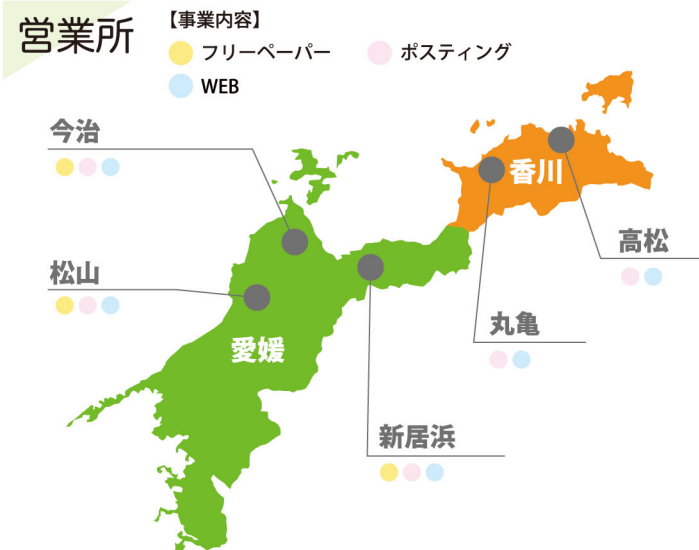 営業所
【事業内容】
フリーペーパー
ポスティング
WEB
今治
香川
高松
松山
丸亀
愛媛
新居浜